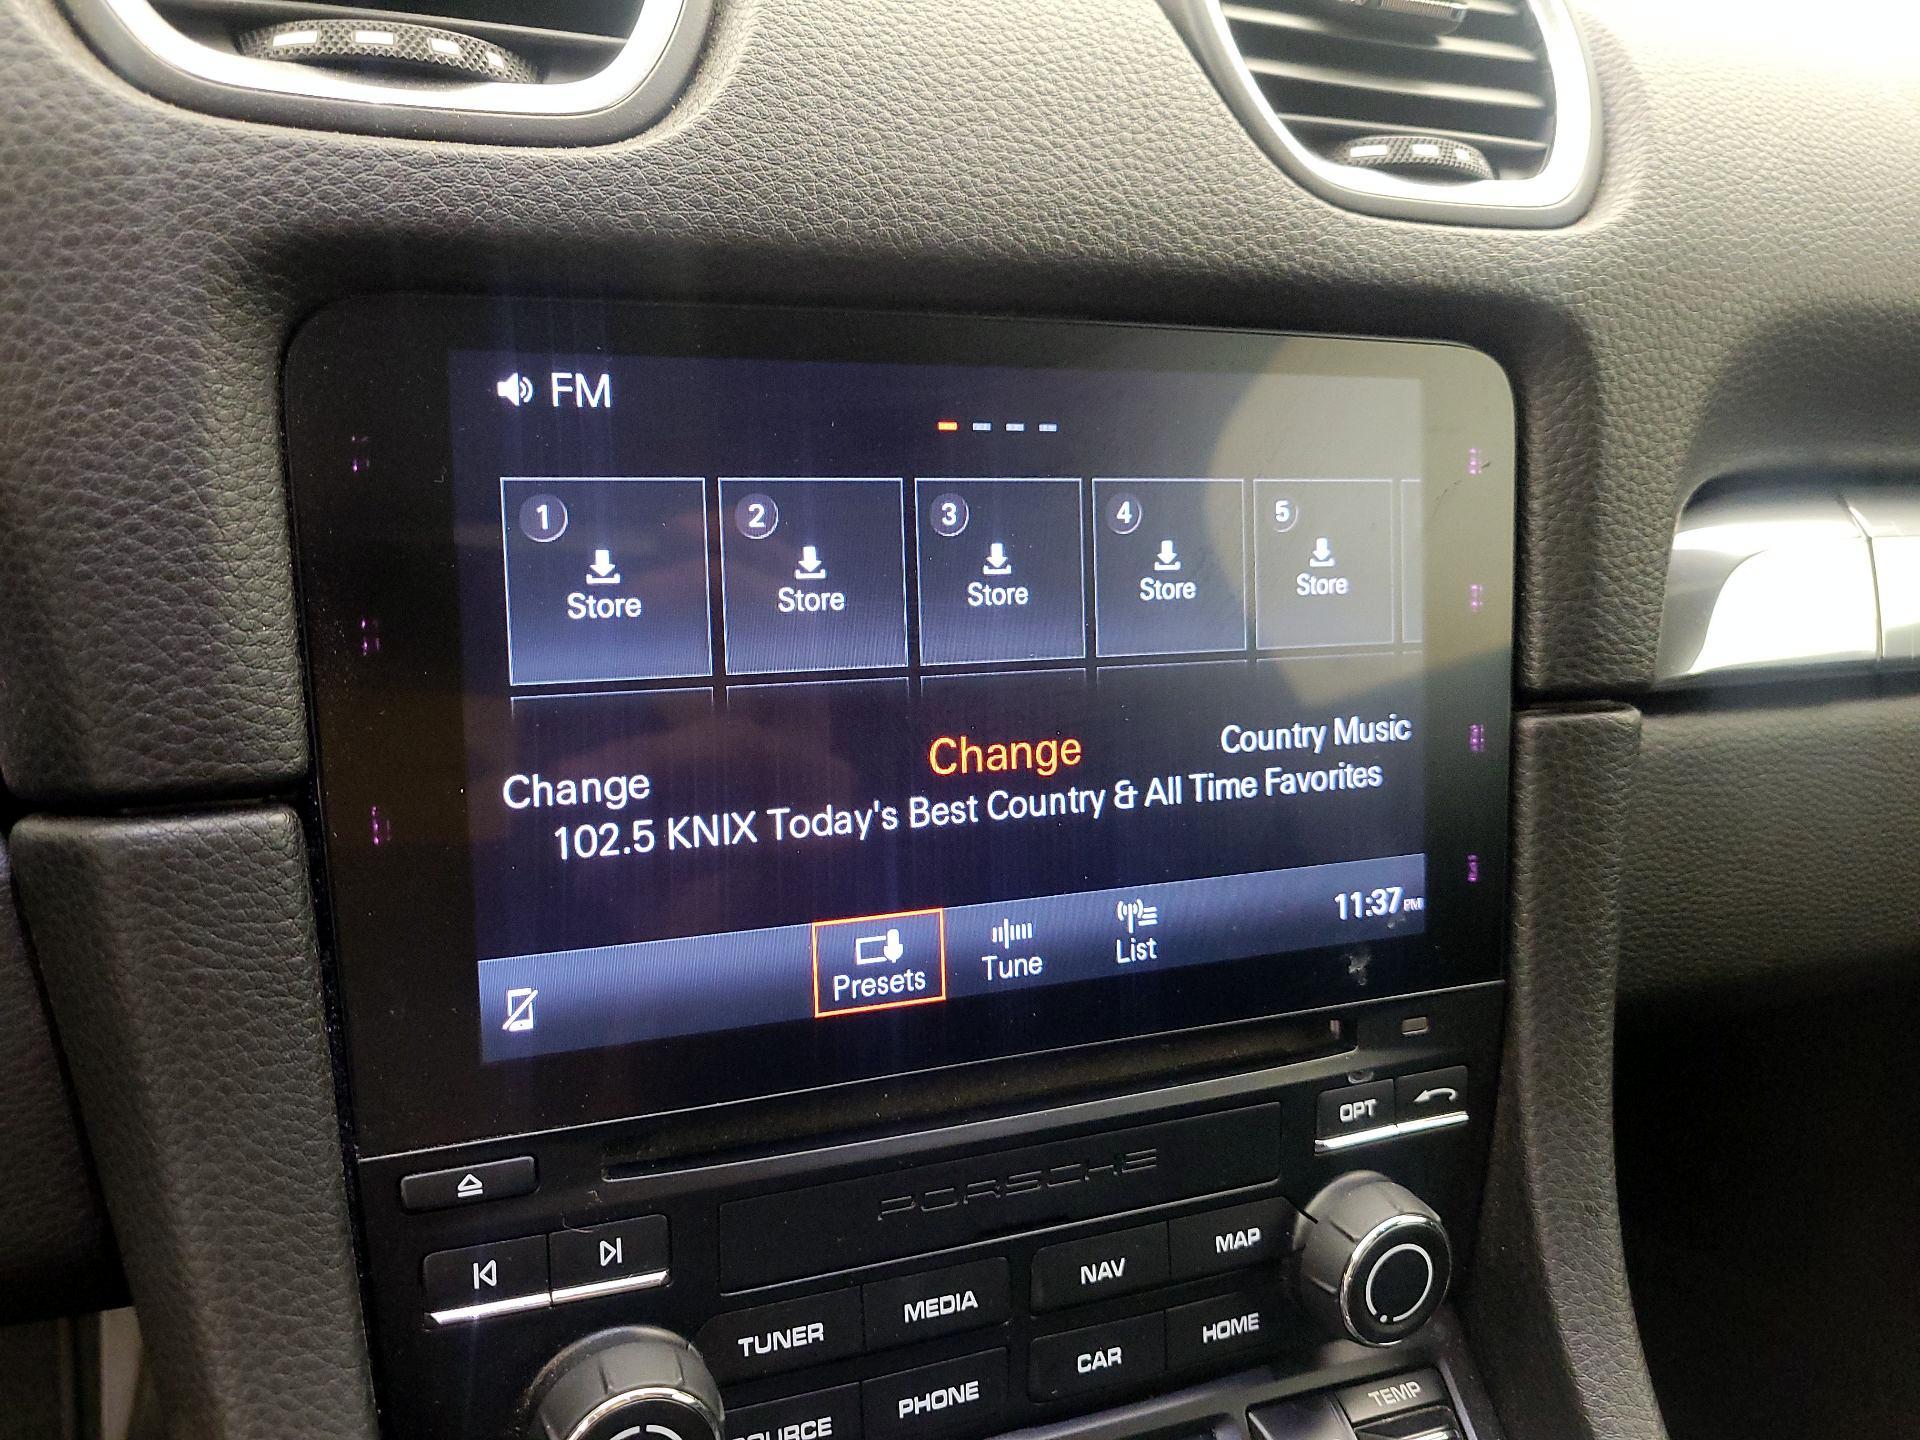 FM
1 2 3 4 5
Store Store Store Store Store
Change Change Country Music
102.5 KNIX Today's Best Country & All Time Favorites
Presets Tune List 11:37 PM
OPT
PORSCHE
NAV MAP
TUNER MEDIA
CAR HOME
PHONE
TEMP